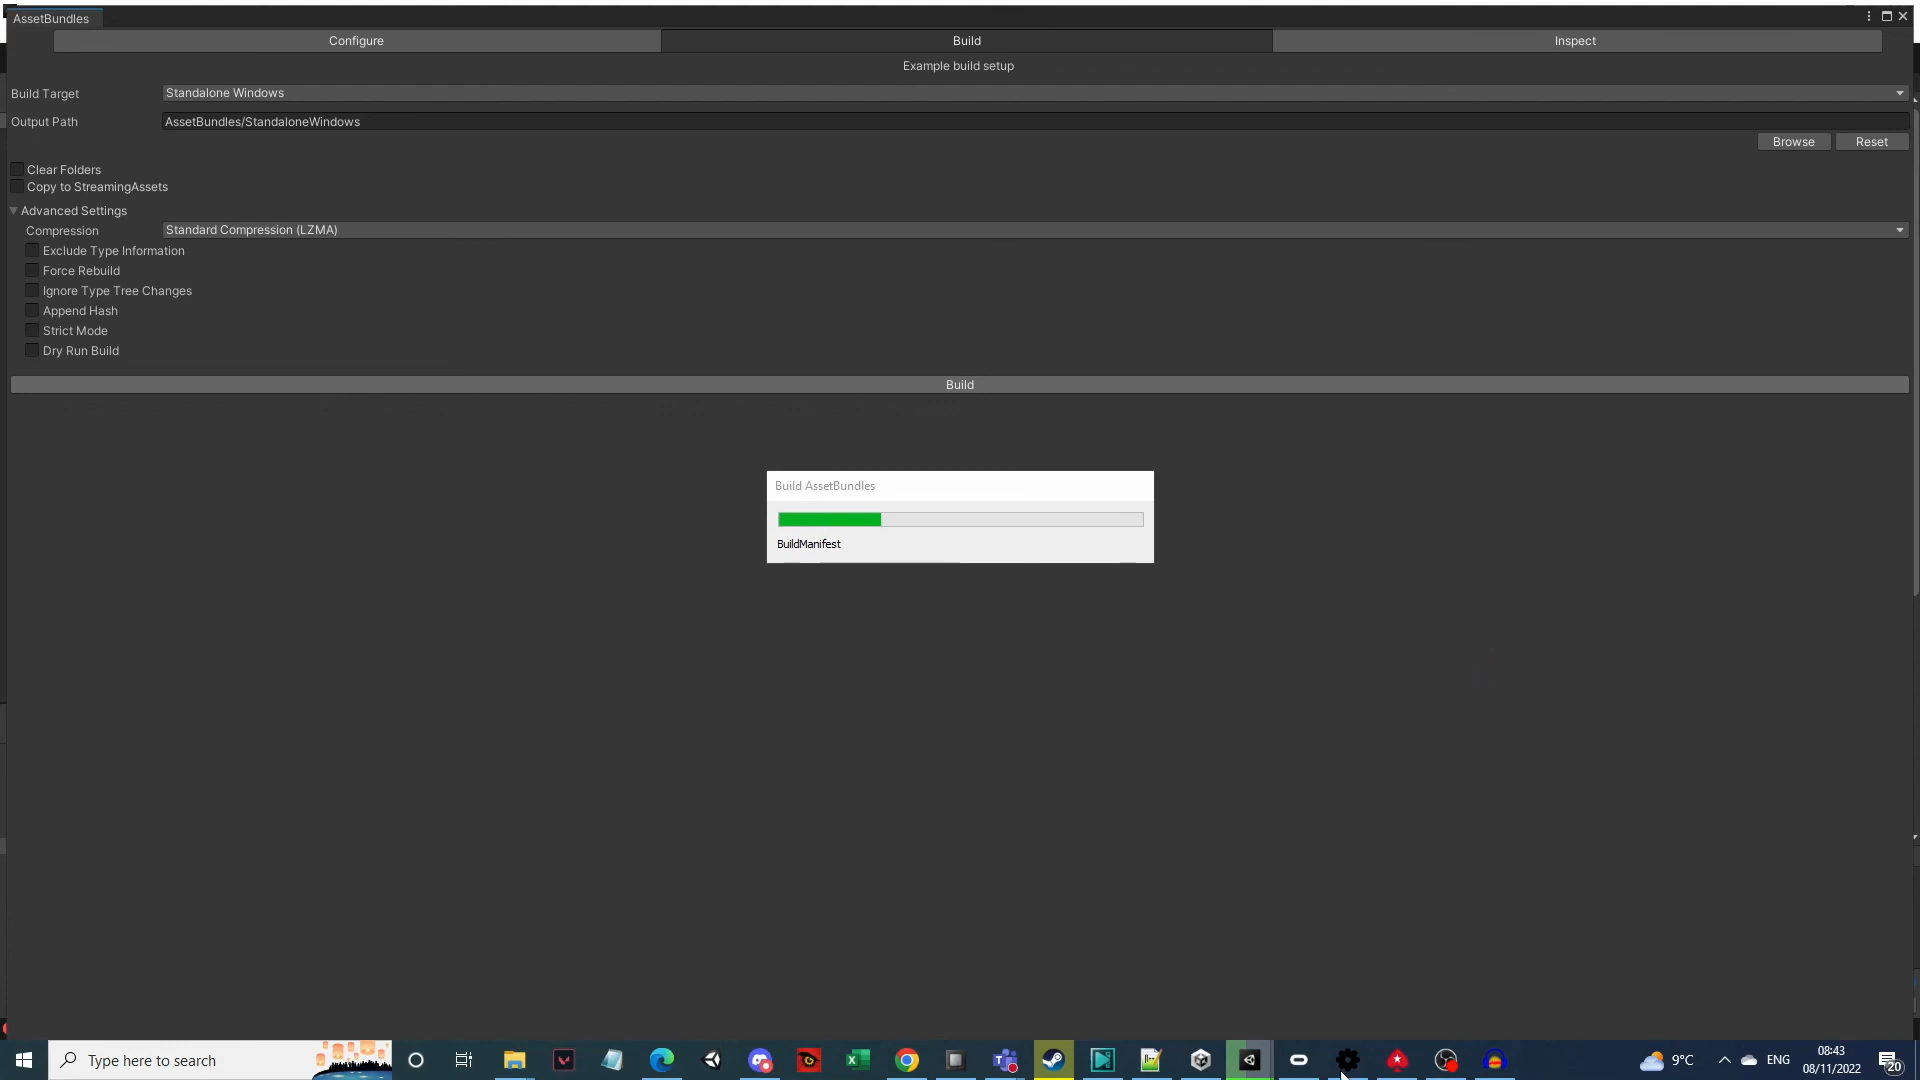 AssetBundles
Configure Build Inspect
Example build setup
Build Target Standalone Windows
Output Path AssetBundles/StandaloneWindows
Browse Reset
Clear Folders
Copy to StreamingAssets
Advanced Settings
Compression Standard Compression (LZMA)
Exclude Type Information
Force Rebuild
Ignore Type Tree Changes
Append Hash
Strict Mode
Dry Run Build
Build
Build AssetBundles
BuildManifest
Type here to search
9°C
ENG
08:43
08/11/2022
20